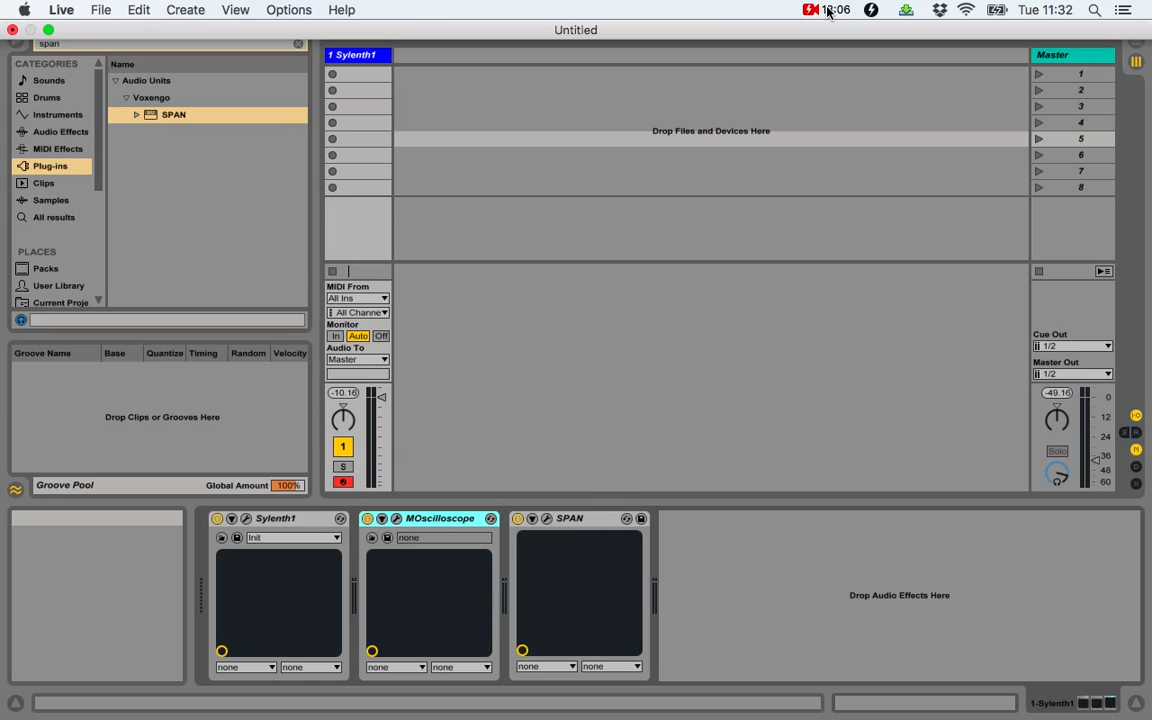 Live File Edit Create View Options Help 12:06 Tue 11:32
Untitled
span
CATEGORIES
Sounds
Drums
Instruments
Audio Effects
MIDI Effects
Plug-ins
Clips
Samples
All results
PLACES
Packs
User Library
Current Proje
Name
Audio Units
Voxengo
SPAN
Groove Name Base Quantize Timing Random Velocity
Drop Clips or Grooves Here
Groove Pool Global Amount 100%
1 Sylenth1
MIDI From
All Ins
All Channe
Monitor
In Auto Off
Audio To
Master
-10.16
1
S
Drop Files and Devices Here
Master
1
2
3
4
5
6
7
8
Cue Out
1/2
Master Out
1/2
-49.16
0
12
24
36
48
60
Solo
I-O
S R
M
D
X
Sylenth1
Init
none none
MOscilloscope
none
none none
SPAN
none none
Drop Audio Effects Here
1-Sylenth1